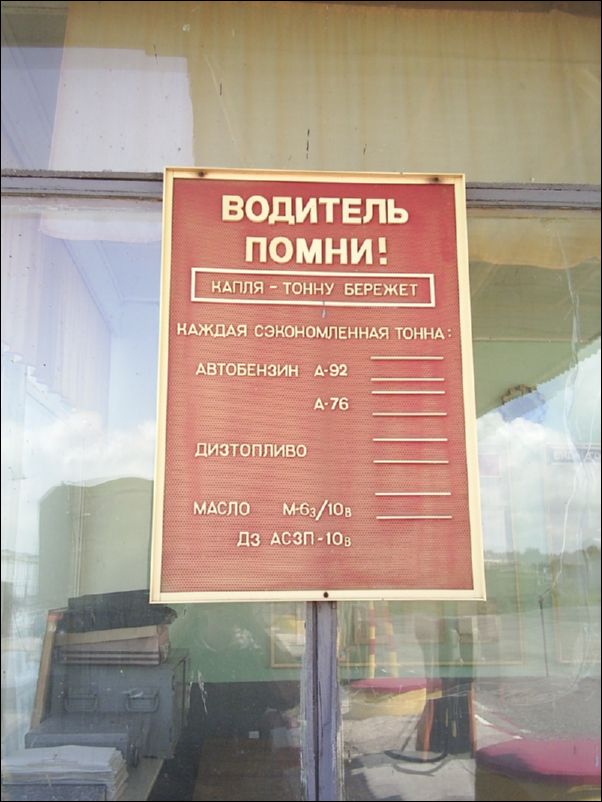 ВОДИТЕЛЬ
ПОМНИ!
КАПЛЯ - ТОННУ БЕРЕЖЕТ
КАЖДАЯ СЭКОНОМЛЕННАЯ ТОННА:
АВТОБЕНЗИН А-92
А-76
ДИЗТОПЛИВО
МАСЛО М-6з/10в
Дз АСЗП-10в